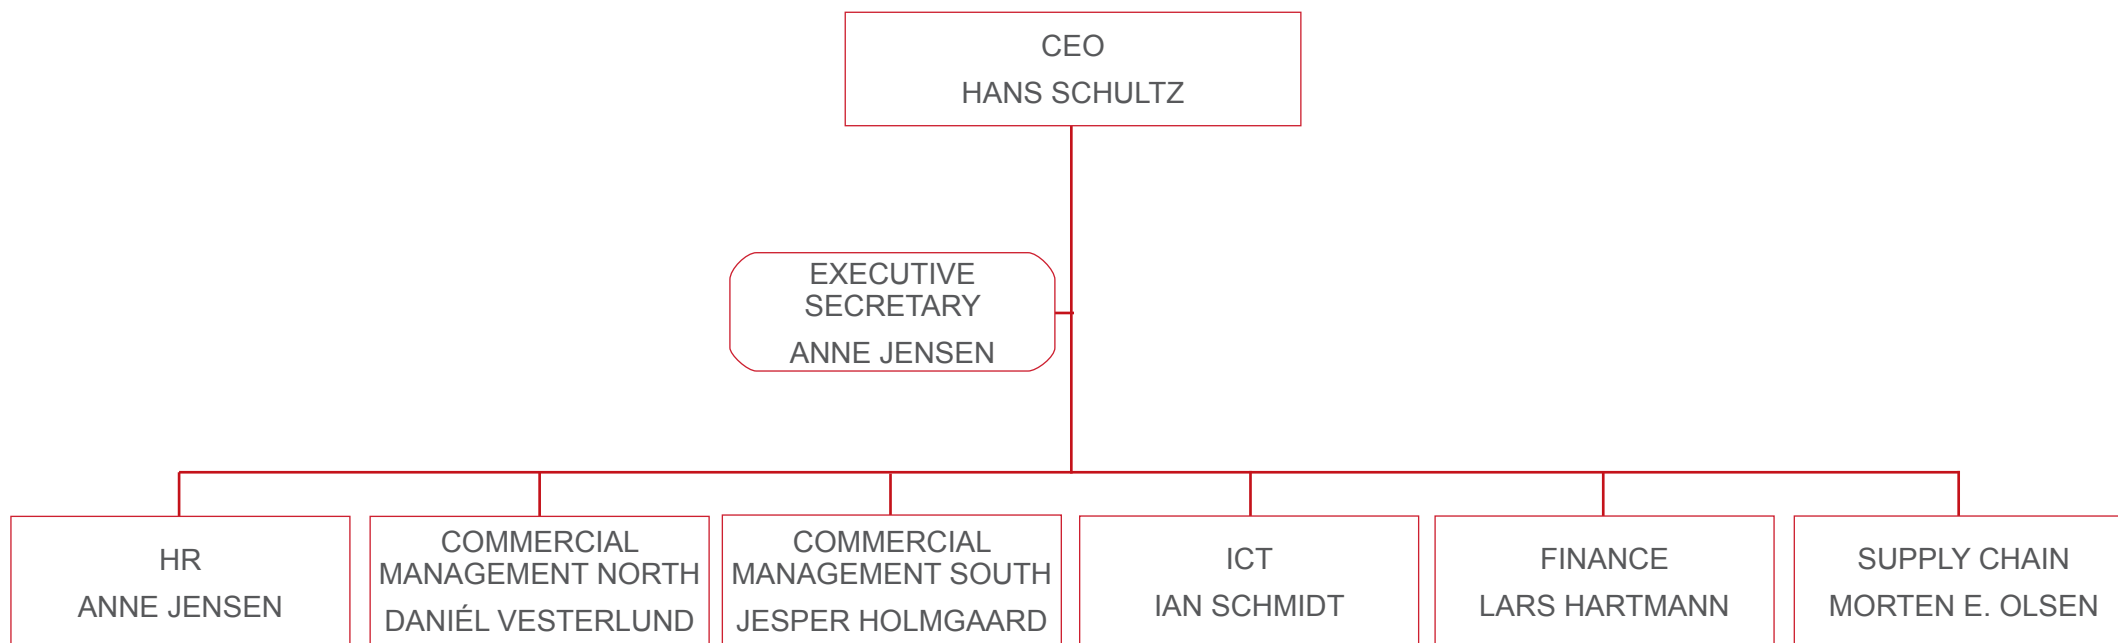 CEO
HANS SCHULTZ
EXECUTIVE
SECRETARY
ANNE JENSEN
HR
ANNE JENSEN
COMMERCIAL
MANAGEMENT NORTH
DANIÉL VESTERLUND
COMMERCIAL
MANAGEMENT SOUTH
JESPER HOLMGAARD
ICT
IAN SCHMIDT
FINANCE
LARS HARTMANN
SUPPLY CHAIN
MORTEN E. OLSEN